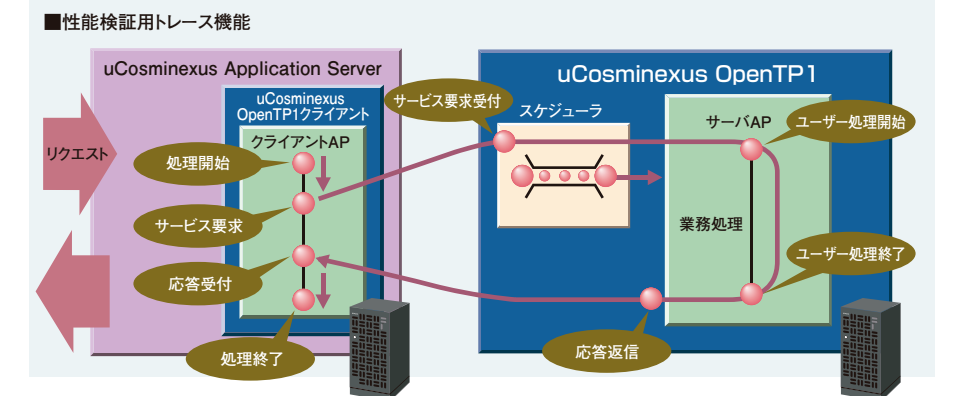 ■性能検証用トレース機能
uCosminexus Application Server
uCosminexus
OpenTP1クライアント
クライアントAP
リクエスト
処理開始
サービス要求
応答受付
処理終了
uCosminexus OpenTP1
サービス要求受付
スケジューラ
サーバAP
ユーザー処理開始
業務処理
ユーザー処理終了
応答返信